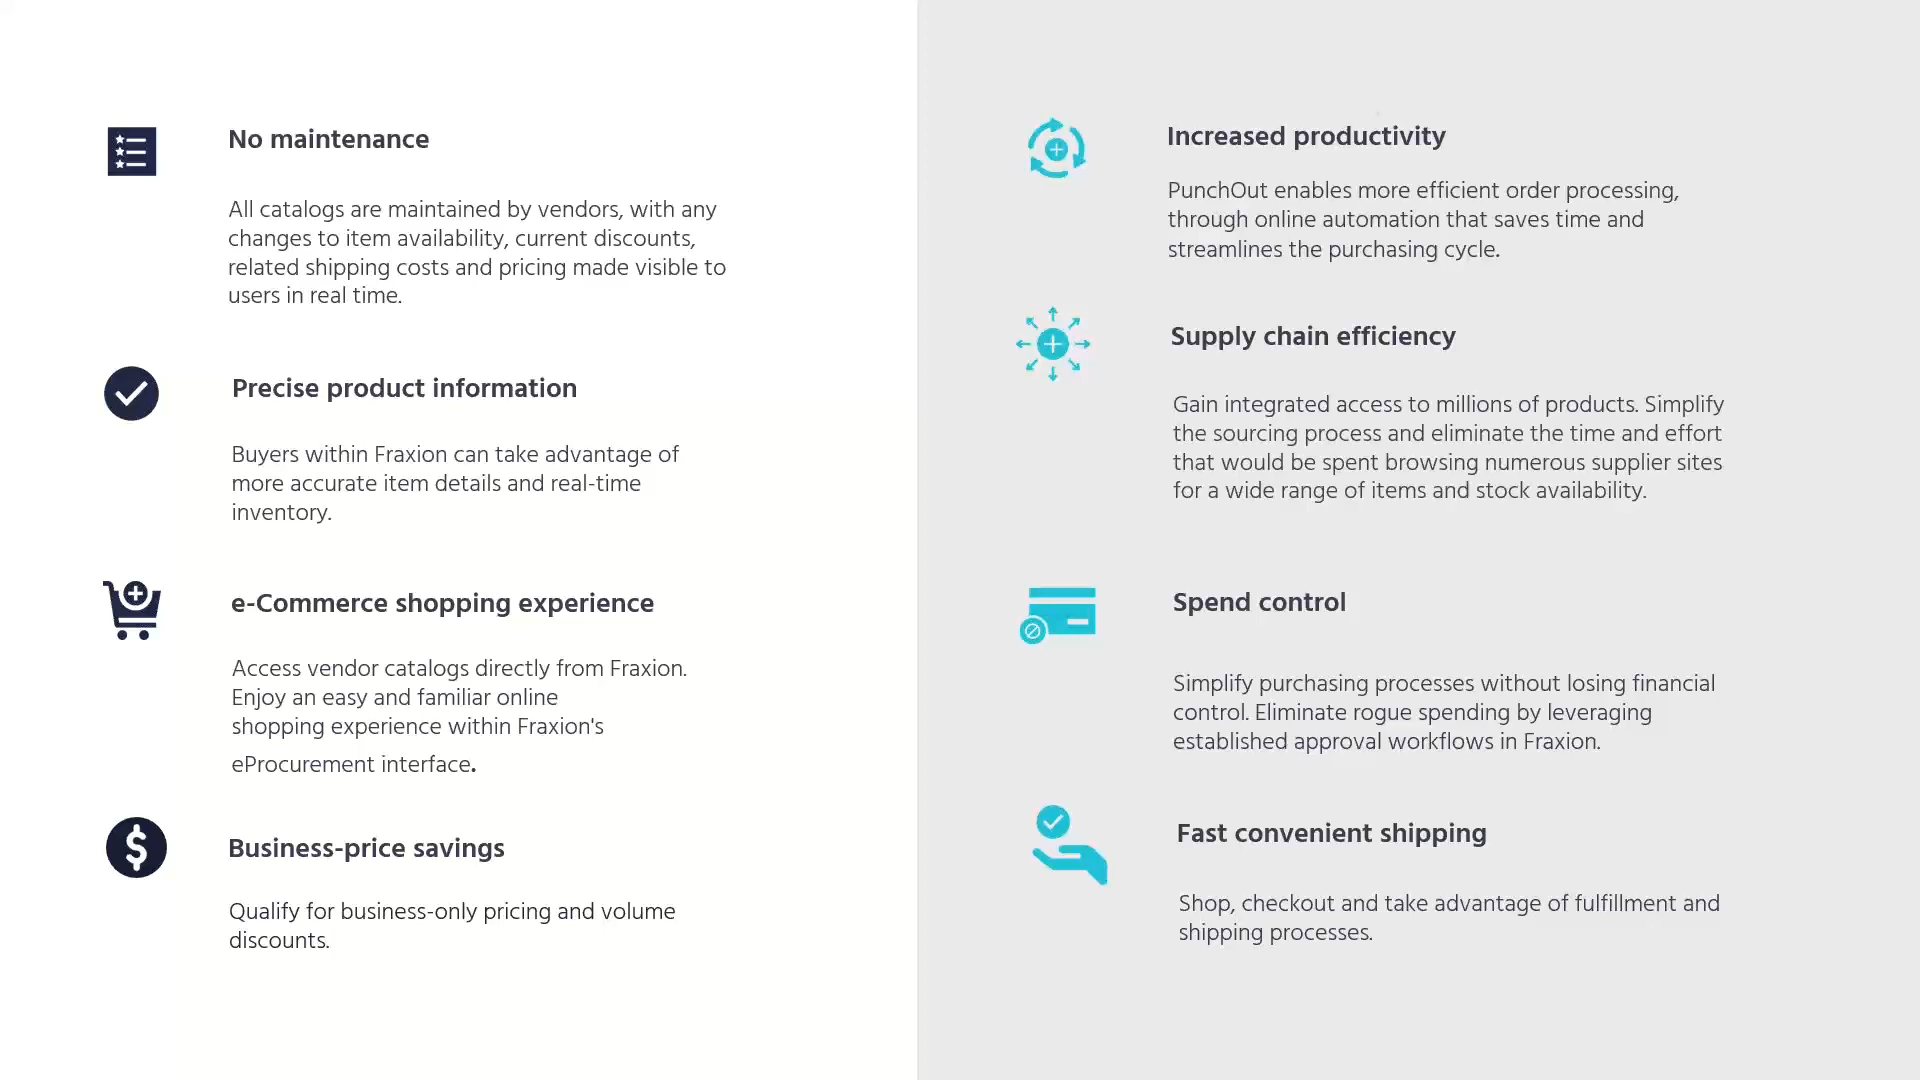 No maintenance
All catalogs are maintained by vendors, with any
changes to item availability, current discounts,
related shipping costs and pricing made visible to
users in real time.
Precise product information
Buyers within Fraxion can take advantage of
more accurate item details and real-time
inventory.
e-Commerce shopping experience
Access vendor catalogs directly from Fraxion.
Enjoy an easy and familiar online
shopping experience within Fraxion's
eProcurement interface.
Business-price savings
Qualify for business-only pricing and volume
discounts.
Increased productivity
PunchOut enables more efficient order processing,
through online automation that saves time and
streamlines the purchasing cycle.
Supply chain efficiency
Gain integrated access to millions of products. Simplify
the sourcing process and eliminate the time and effort
that would be spent browsing numerous supplier sites
for a wide range of items and stock availability.
Spend control
Simplify purchasing processes without losing financial
control. Eliminate rogue spending by leveraging
established approval workflows in Fraxion.
Fast convenient shipping
Shop, checkout and take advantage of fulfillment and
shipping processes.